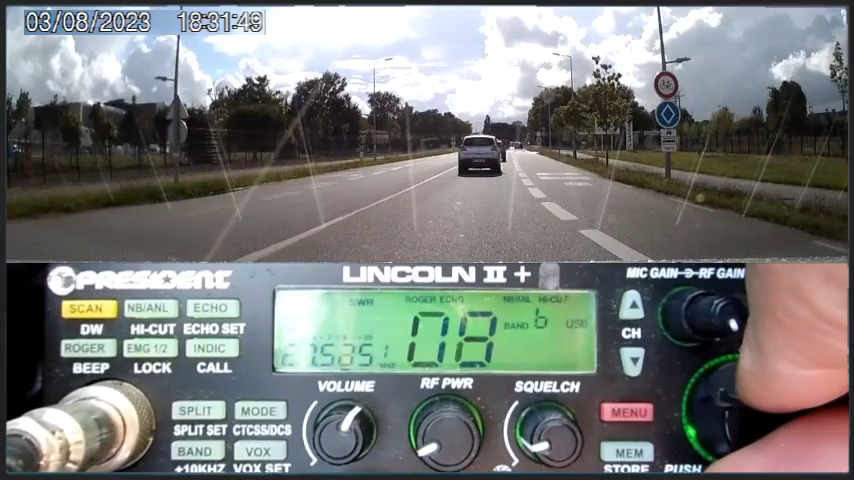 03/08/2023 18:31:49
PRESIDENT
LINCOLN II +
MIC GAIN RF GAIN
SCAN NB/ANL ECHO
DW HI-CUT ECHO SET
ROGER EMG 1/2 INDIC
BEEP LOCK CALL
SWR ROGER ECHO NB/ANL HI-CUT
08 BAND b USB
MHZ
CH
VOLUME RF PWR SQUELCH
SPLIT MODE
SPLIT SET CTCSS/DCS
BAND VOX
+10KHZ VOX SET
MENU
MEM
STORE PUSH